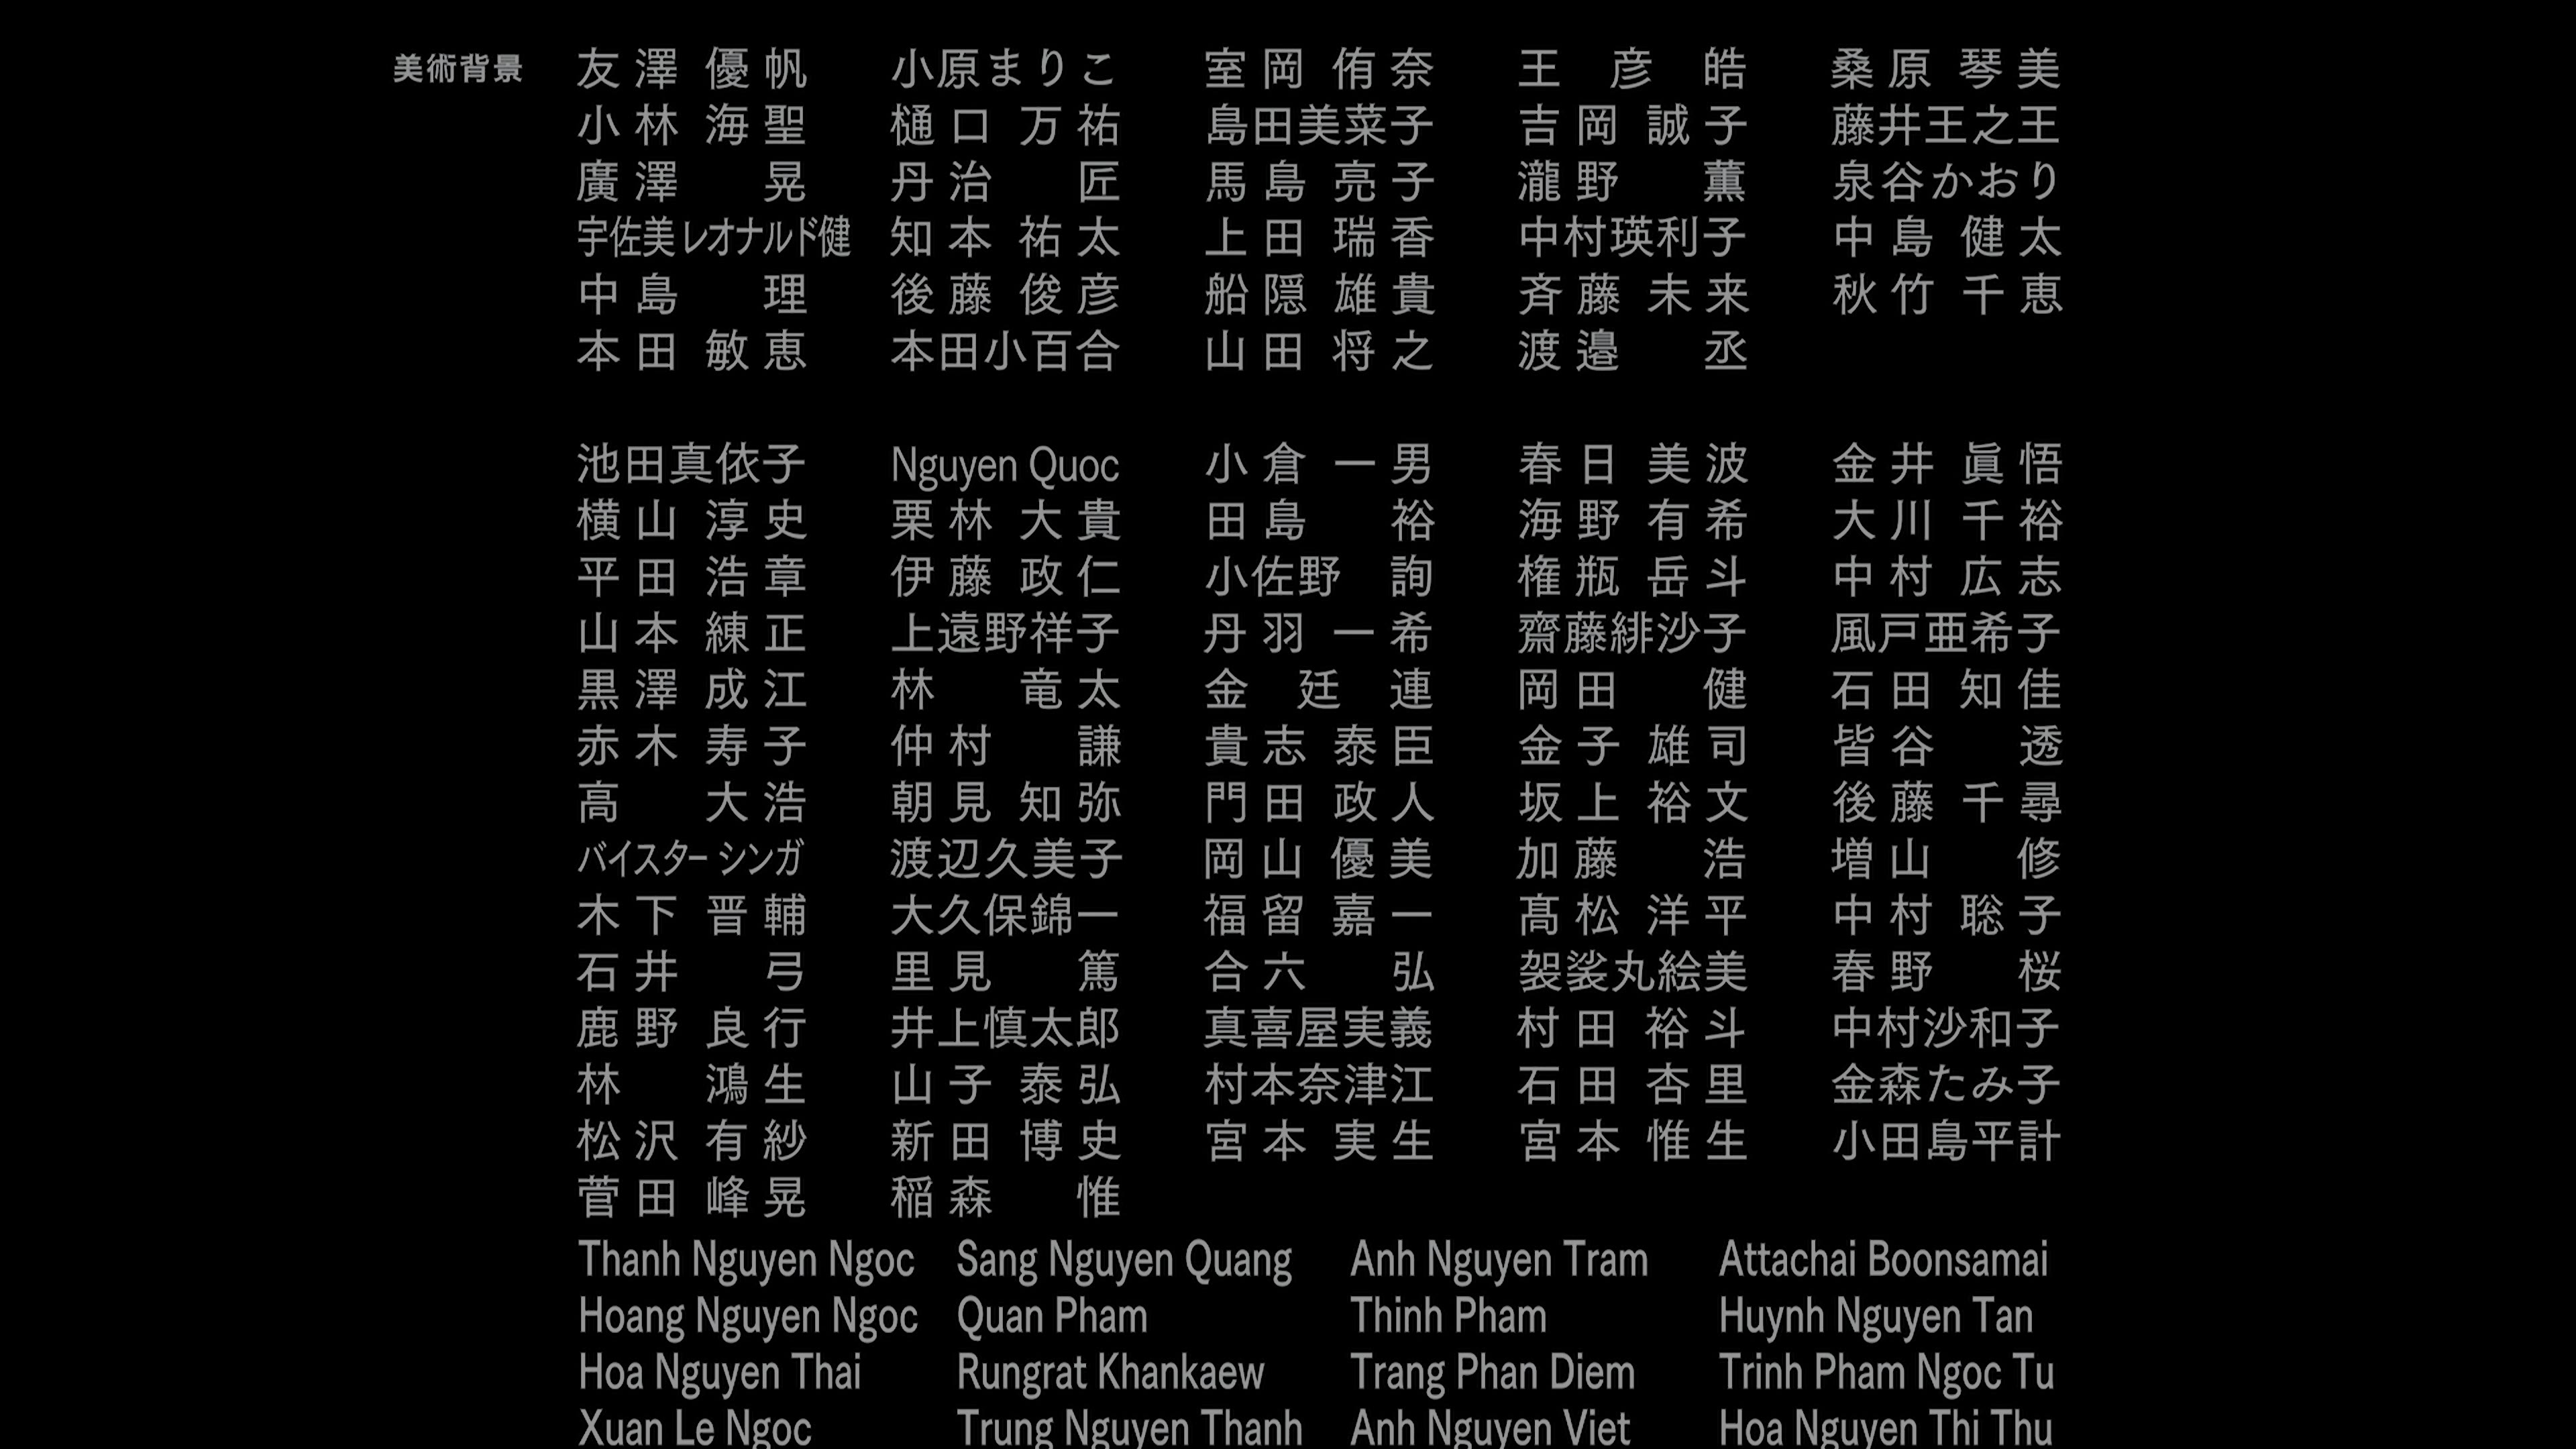 美術背景 友澤優帆 小原まりこ 室岡侑奈 王彦皓 桑原琴美
小林海聖 樋口万祐 島田美菜子 吉岡誠子 藤井王之王
廣澤晃 丹治匠 馬島亮子 瀧野薫 泉谷かおり
宇佐美レオナルド健 知本祐太 上田瑞香 中村瑛利子 中島健太
中島理 後藤俊彦 船隠雄貴 斉藤未来 秋竹千恵
本田敏恵 本田小百合 山田将之 渡邉丞
池田真依子 Nguyen Quoc 小倉一男 春日美波 金井眞悟
横山淳史 栗林大貴 田島裕 海野有希 大川千裕
平田浩章 伊藤政仁 小佐野詢 権瓶岳斗 中村広志
山本練正 上遠野祥子 丹羽一希 齋藤緋沙子 風戸亜希子
黒澤成江 林竜太 金廷連 岡田健 石田知佳
赤木寿子 仲村謙 貴志泰臣 金子雄司 皆谷透
高大浩 朝見知弥 門田政人 坂上裕文 後藤千尋
バイスター シンガ 渡辺久美子 岡山優美 加藤浩 増山修
木下晋輔 大久保錦一 福留嘉一 髙松洋平 中村聡子
石井弓 里見篤 合六弘 袈裟丸絵美 春野桜
鹿野良行 井上慎太郎 真喜屋実義 村田裕斗 中村沙和子
林鴻生 山子泰弘 村本奈津江 石田杏里 金森たみ子
松沢有紗 新田博史 宮本実生 宮本惟生 小田島平計
菅田峰晃 稲森惟
Thanh Nguyen Ngoc Sang Nguyen Quang Anh Nguyen Tram Attachai Boonsamai
Hoang Nguyen Ngoc Quan Pham Thinh Pham Huynh Nguyen Tan
Hoa Nguyen Thai Rungrat Khankaew Trang Phan Diem Trinh Pham Ngoc Tu
Xuan Le Ngoc Trung Nguyen Thanh Anh Nguyen Viet Hoa Nguyen Thi Thu